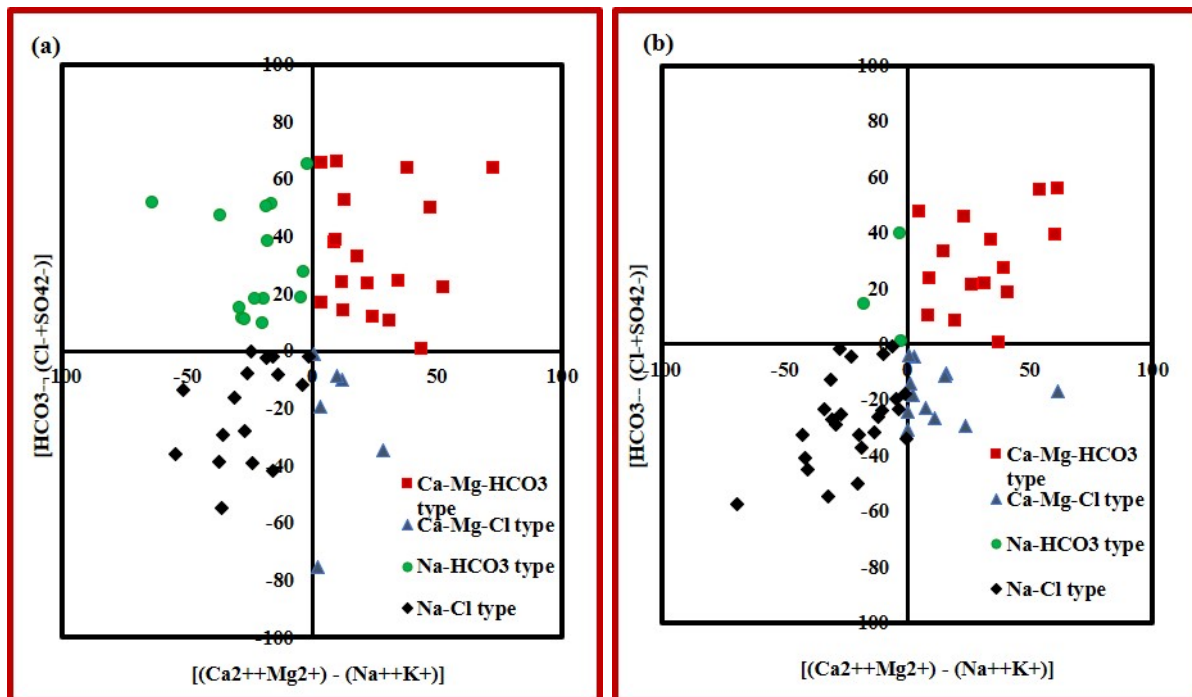 (a)
100
80
60
40
20
0
-100
-50
0
50
100
-20
-40
-60
-80
-100
[HCO3-- (Cl-+SO42-)]
[(Ca2++Mg2+) - (Na++K+)]
Ca-Mg-HCO3
type
Ca-Mg-Cl type
Na-HCO3 type
Na-Cl type
(b)
100
80
60
40
20
0
-100
-50
0
50
100
-20
-40
-60
-80
-100
[HCO3-- (Cl-+SO42-)]
[(Ca2++Mg2+) - (Na++K+)]
Ca-Mg-HCO3
type
Ca-Mg-Cl type
Na-HCO3 type
Na-Cl type